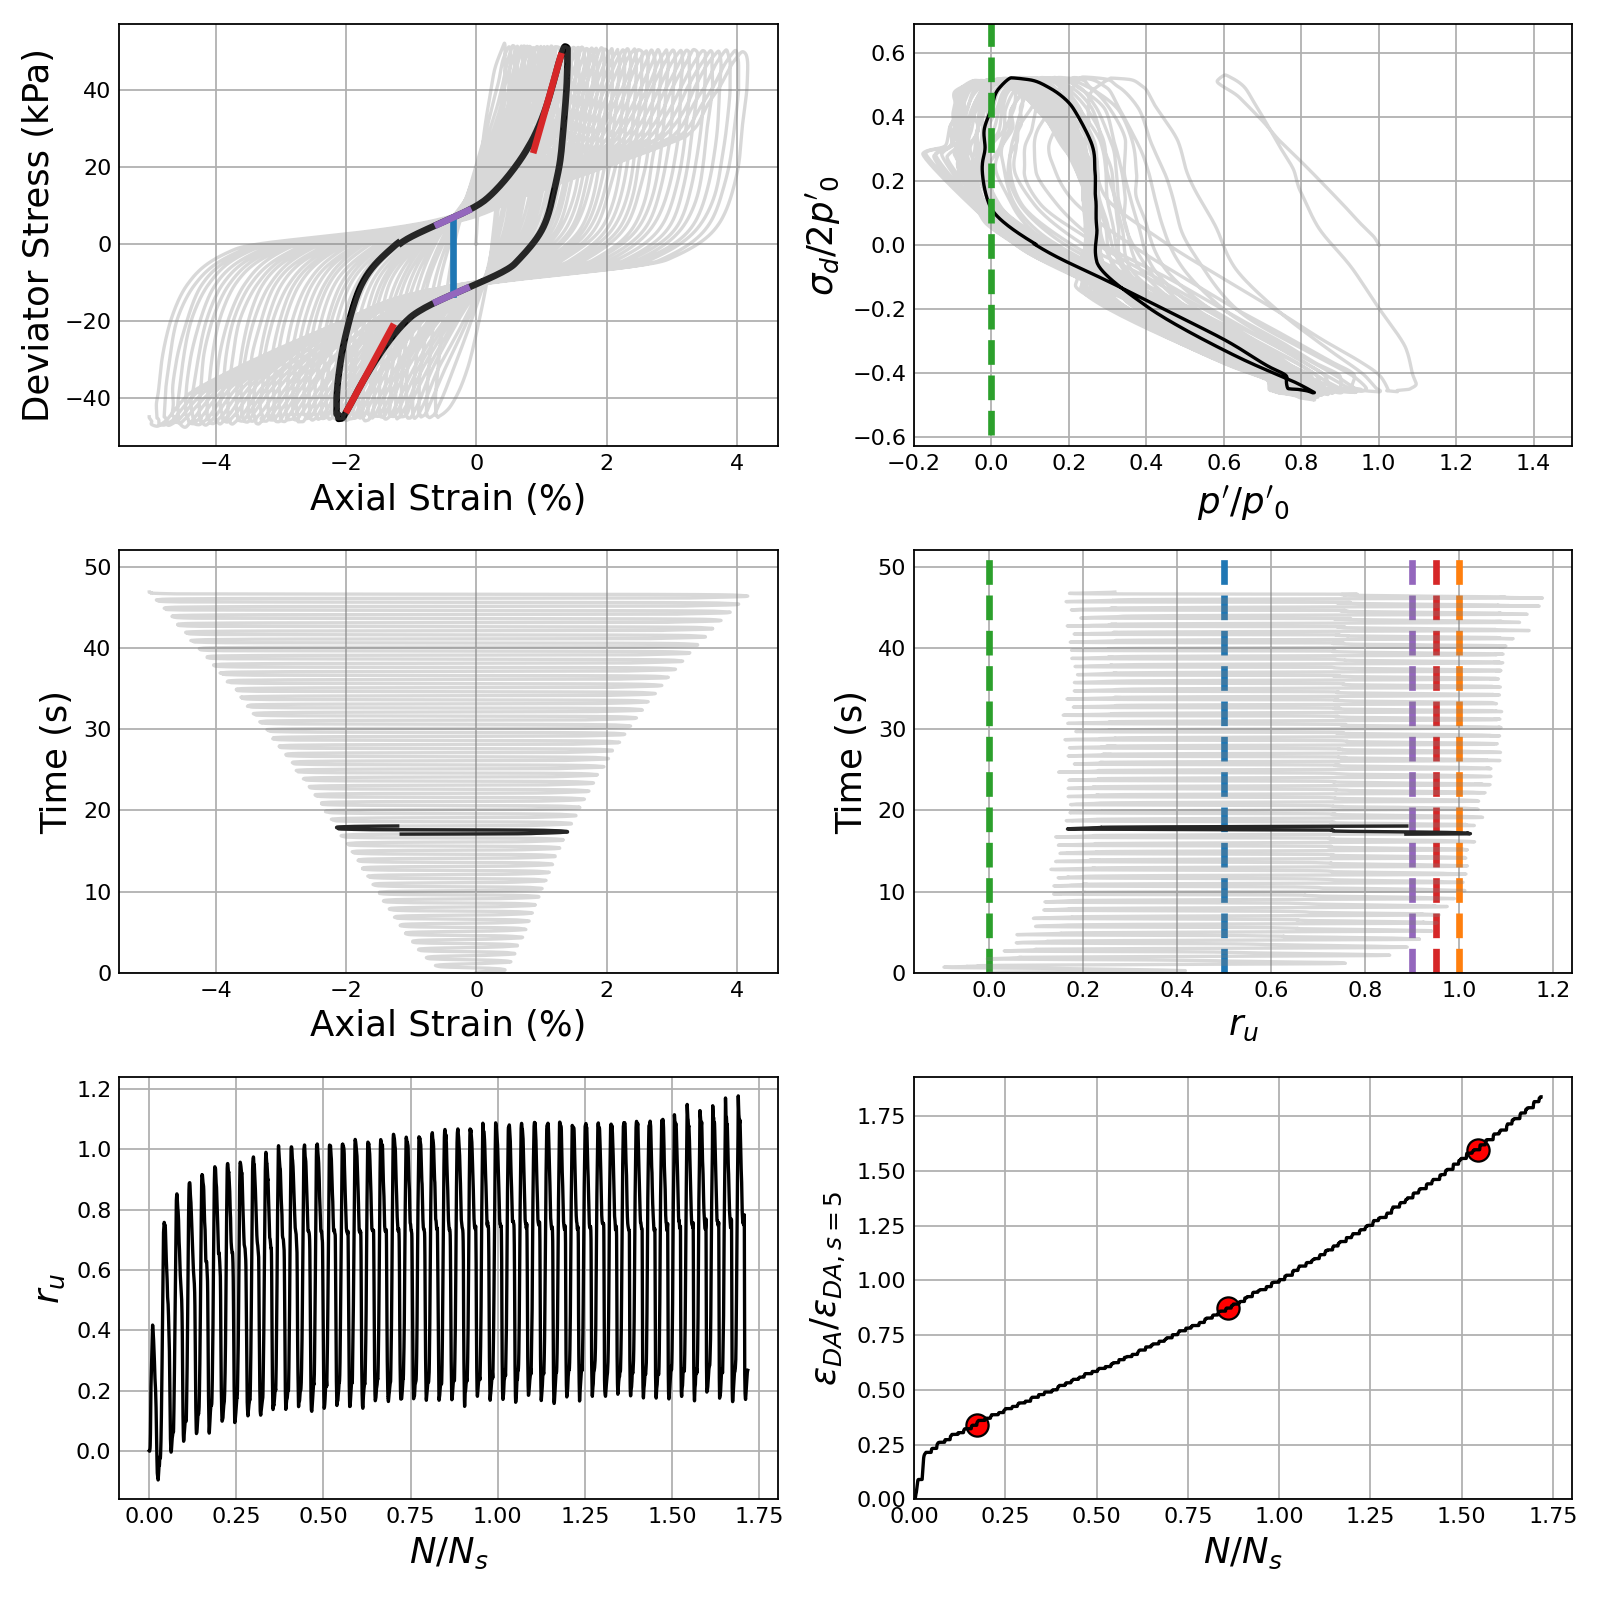 Deviator Stress (kPa)
40
20
0
−20
−40
−4 −2 0 2 4
Axial Strain (%)
σd/2p′0
0.6
0.4
0.2
0.0
−0.2
−0.4
−0.6
−0.2 0.0 0.2 0.4 0.6 0.8 1.0 1.2 1.4
p′/p′0
Time (s)
50
40
30
20
10
0
−4 −2 0 2 4
Axial Strain (%)
Time (s)
50
40
30
20
10
0
0.0 0.2 0.4 0.6 0.8 1.0 1.2
ru
ru
1.2
1.0
0.8
0.6
0.4
0.2
0.0
0.00 0.25 0.50 0.75 1.00 1.25 1.50 1.75
N/Ns
εDA/εDA, s = 5
1.75
1.50
1.25
1.00
0.75
0.50
0.25
0.00
0.00 0.25 0.50 0.75 1.00 1.25 1.50 1.75
N/Ns